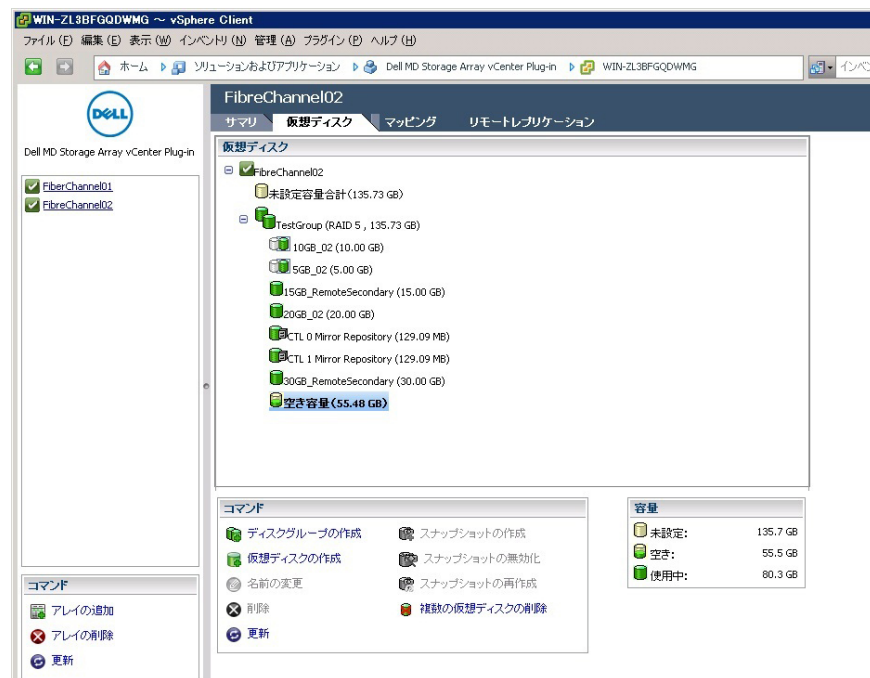 WIN-ZL3BFGQDWMG ~ vSphere Client
ファイル (F) 編集 (E) 表示 (W) インベントリ (N) 管理 (A) プラグイン (P) ヘルプ (H)
ホーム ソリューションおよびアプリケーション Dell MD Storage Array vCenter Plug-in WIN-ZL3BFGQDWMG インベン
DELL
Dell MD Storage Array vCenter Plug-in
FiberChannel01
FibreChannel02
FibreChannel02
サマリ 仮想ディスク マッピング リモートレプリケーション
仮想ディスク
FibreChannel02
未設定容量合計(135.73 GB)
TestGroup (RAID 5 , 135.73 GB)
10GB_02 (10.00 GB)
5GB_02 (5.00 GB)
15GB_RemoteSecondary (15.00 GB)
20GB_02 (20.00 GB)
CTL 0 Mirror Repository (129.09 MB)
CTL 1 Mirror Repository (129.09 MB)
30GB_RemoteSecondary (30.00 GB)
空き容量(55.48 GB)
コマンド
ディスクグループの作成 スナップショットの作成
仮想ディスクの作成 スナップショットの無効化
名前の変更 スナップショットの再作成
削除 複数の仮想ディスクの削除
更新
容量
未設定: 135.7 GB
空き: 55.5 GB
使用中: 80.3 GB
コマンド
アレイの追加
アレイの削除
更新